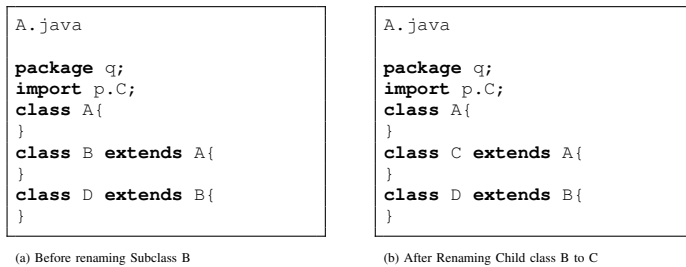 A.java
package q;
import p.C;
class A{
}
class B extends A{
}
class D extends B{
}
(a) Before renaming Subclass B
A.java
package q;
import p.C;
class A{
}
class C extends A{
}
class D extends B{
}
(b) After Renaming Child class B to C